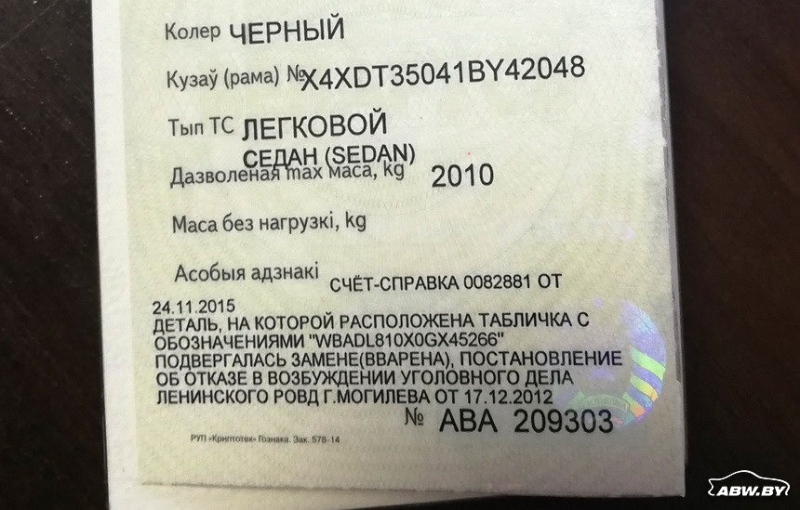 Колер ЧЕРНЫЙ
Кузаў (рама) № X4XDT35041BY42048
Тып ТС ЛЕГКОВОЙ
СЕДАН (SEDAN)
Дазволеная max маса, kg 2010
Маса без нагрузкі, kg
Асобыя адзнакі СЧЁТ-СПРАВКА 0082881 ОТ
24.11.2015
ДЕТАЛЬ, НА КОТОРОЙ РАСПОЛОЖЕНА ТАБЛИЧКА С
ОБОЗНАЧЕНИЯМИ "WBADL810X0GX45266"
ПОДВЕРГАЛАСЬ ЗАМЕНЕ(ВВАРЕНА), ПОСТАНОВЛЕНИЕ
ОБ ОТКАЗЕ В ВОЗБУЖДЕНИИ УГОЛОВНОГО ДЕЛА
ЛЕНИНСКОГО РОВД Г.МОГИЛЕВА ОТ 17.12.2012
№ АВА 209303
РУП «Криптотех» Гознака. Зак. 578-14
ABW.BY